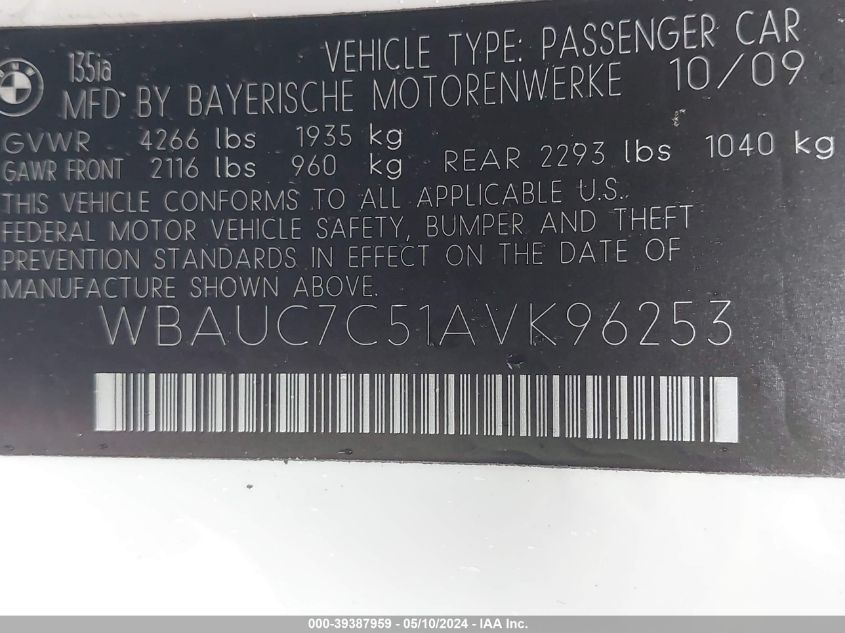 135ia VEHICLE TYPE: PASSENGER CAR
MFD BY BAYERISCHE MOTORENWERKE 10/09
GVWR 4266 lbs 1935 kg
GAWR FRONT 2116 lbs 960 kg REAR 2293 lbs 1040 kg
THIS VEHICLE CONFORMS TO ALL APPLICABLE U.S.
FEDERAL MOTOR VEHICLE SAFETY, BUMPER AND THEFT
PREVENTION STANDARDS IN EFFECT ON THE DATE OF
MANUFACTURE SHOWN ABOVE.
WBAUC7C51AVK96253
000-39387959 - 05/10/2024 - IAA Inc.